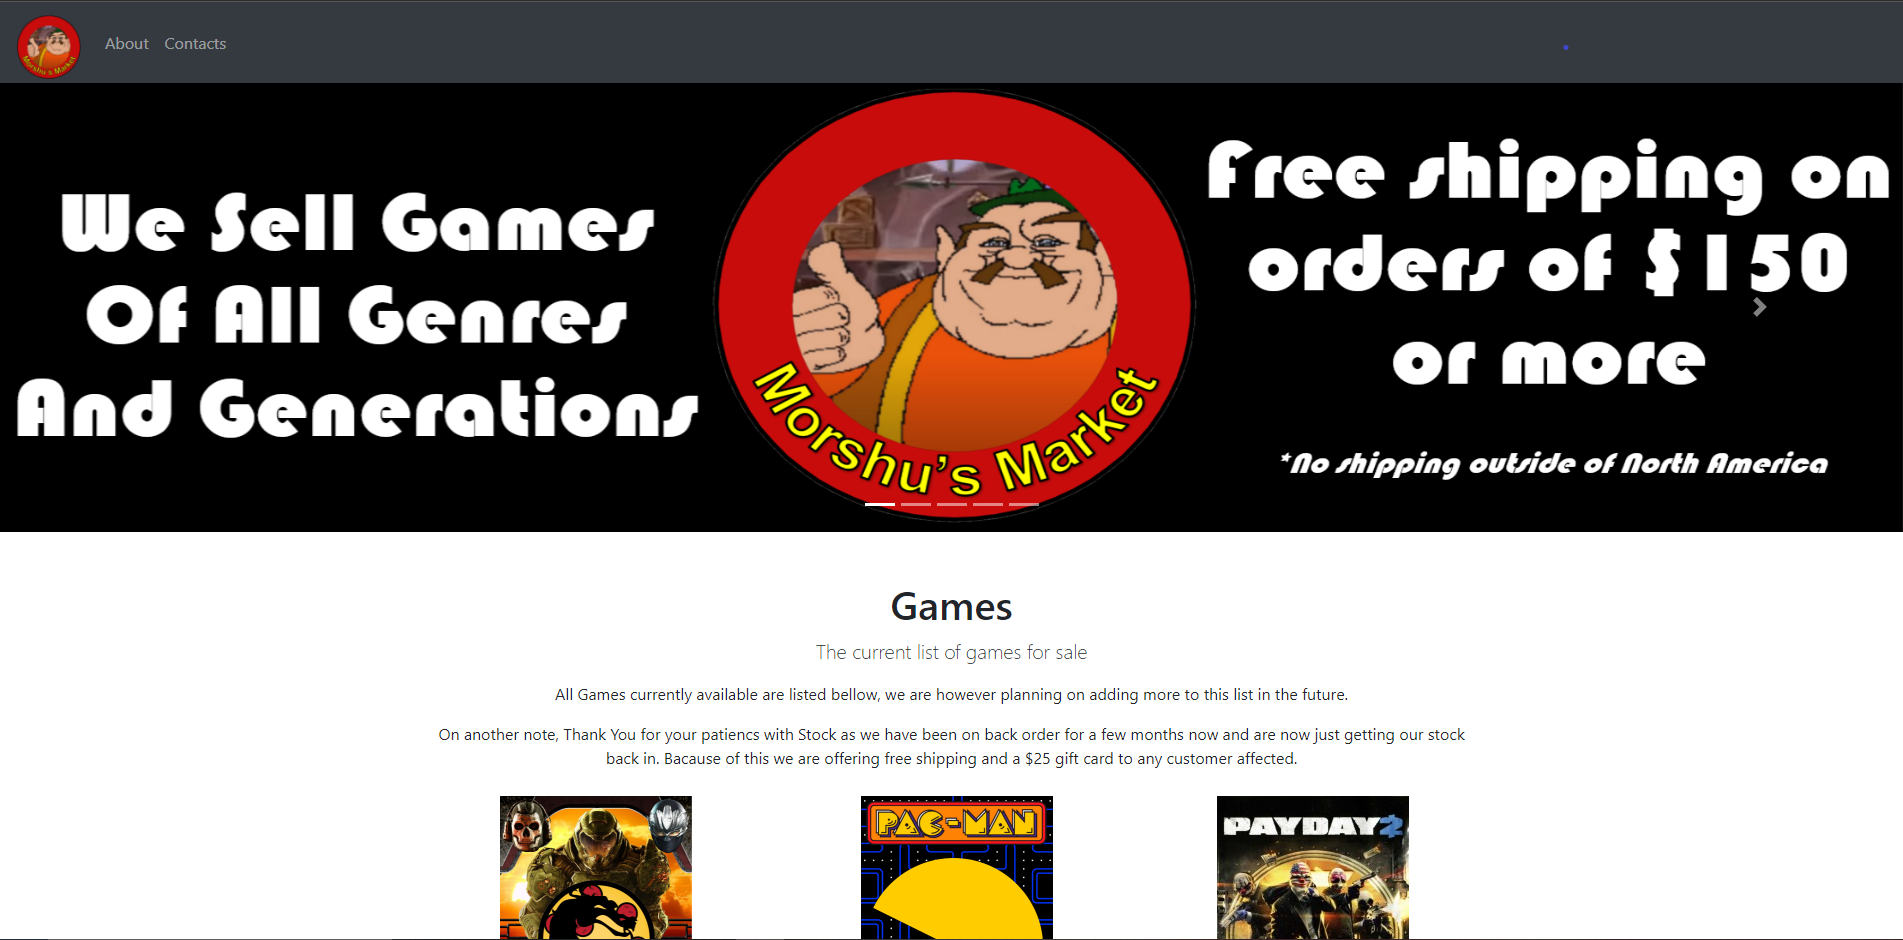 Morshu's Market
About Contacts
We Sell Games
Of All Genres
And Generations
Morshu's Market
Free shipping on
orders of $150
or more
*No shipping outside of North America
Games
The current list of games for sale
All Games currently available are listed bellow, we are however planning on adding more to this list in the future.
On another note, Thank You for your patiencs with Stock as we have been on back order for a few months now and are now just getting our stock
back in. Bacause of this we are offering free shipping and a $25 gift card to any customer affected.
PAC-MAN
PAYDAY 2